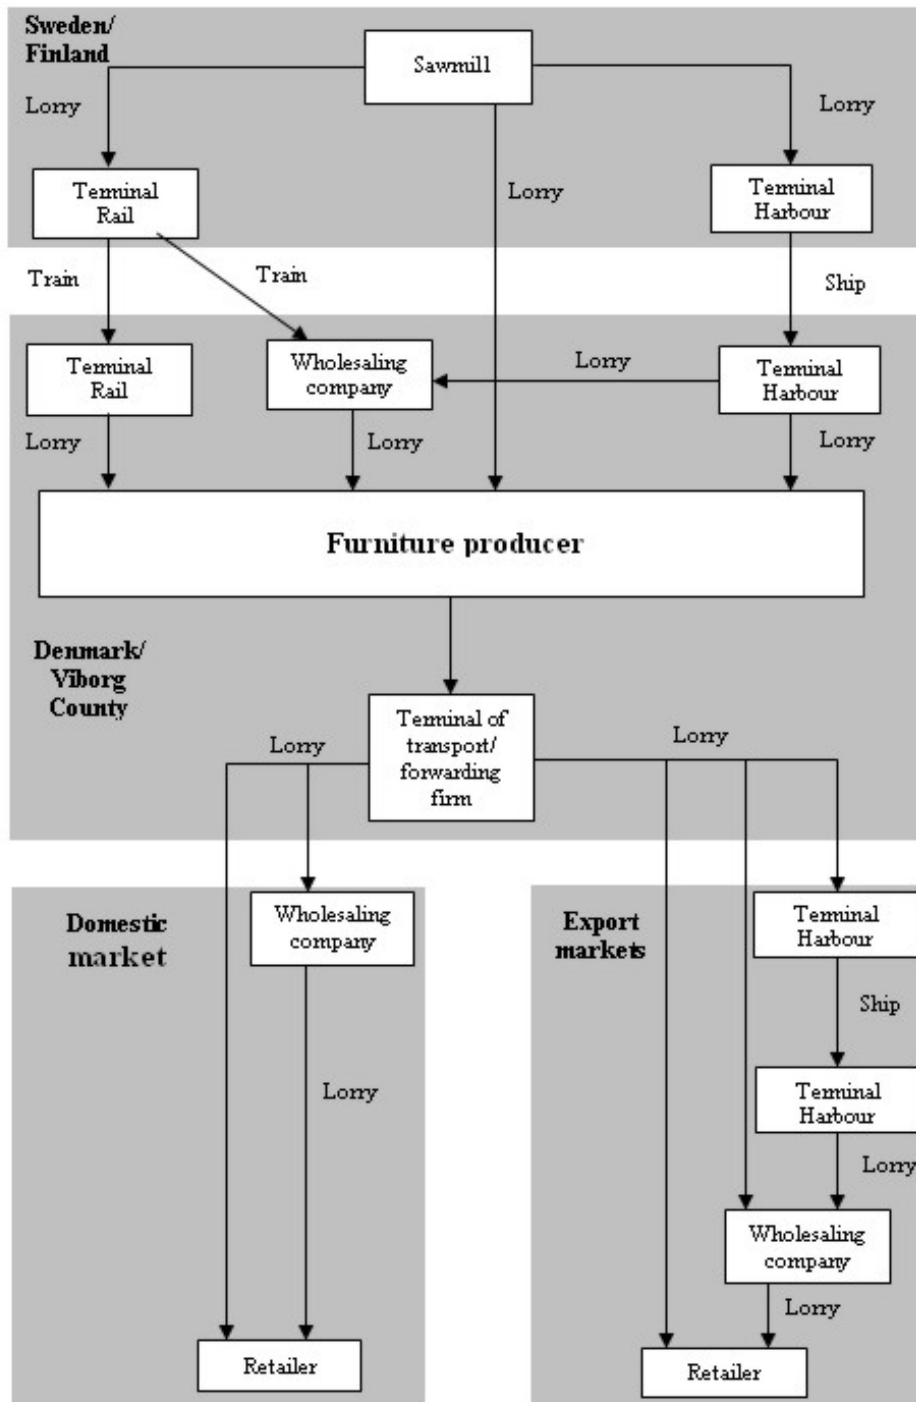 Sweden/
Finland
Sawmill
Lorry
Lorry
Terminal
Rail
Lorry
Terminal
Harbour
Train
Train
Ship
Terminal
Rail
Wholesaling
company
Lorry
Terminal
Harbour
Lorry
Lorry
Lorry
Furniture producer
Denmark/
Viborg
County
Terminal of
transport/
forwarding
firm
Lorry
Lorry
Domestic
market
Wholesaling
company
Export
markets
Terminal
Harbour
Ship
Lorry
Terminal
Harbour
Lorry
Wholesaling
company
Lorry
Retailer
Retailer